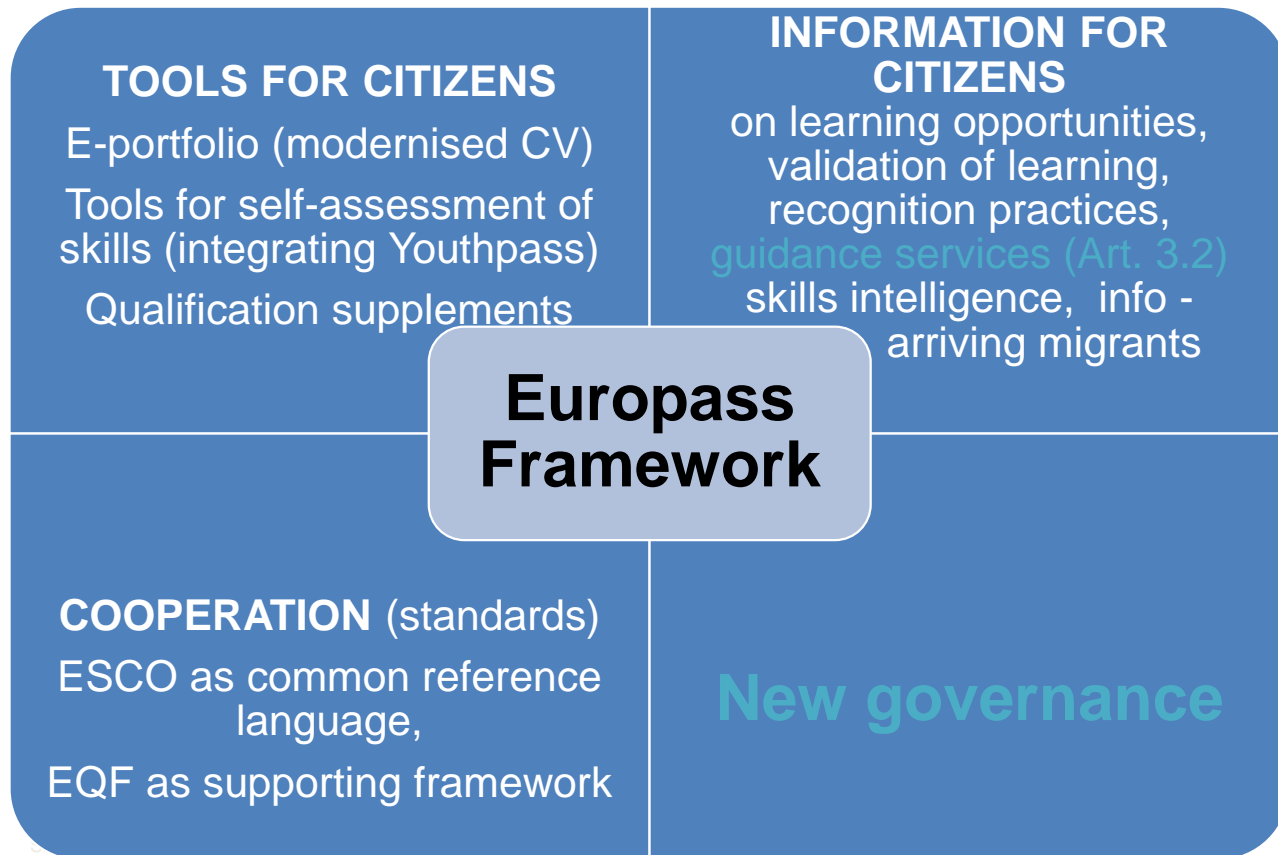 TOOLS FOR CITIZENS
E-portfolio (modernised CV)
Tools for self-assessment of
skills (integrating Youthpass)
Qualification supplements
INFORMATION FOR
CITIZENS
on learning opportunities,
validation of learning,
recognition practices,
guidance services (Art. 3.2)
skills intelligence, info -
arriving migrants
Europass
Framework
COOPERATION (standards)
ESCO as common reference
language,
EQF as supporting framework
New governance